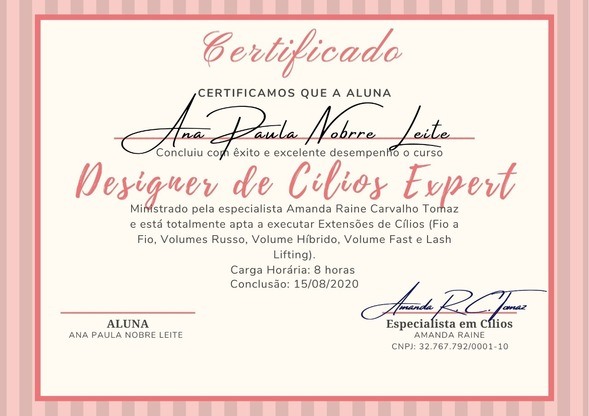 Certificado
CERTIFICAMOS QUE A ALUNA
Ana Paula Nobrre Leite
Concluiu com êxito e excelente desempenho o curso
Designer de Cílios Expert
Ministrado pela especialista Amanda Raine Carvalho Tomaz
e está totalmente apta a executar Extensões de Cílios (Fio a
Fio, Volumes Russo, Volume Híbrido, Volume Fast e Lash
Lifting).
Carga Horária: 8 horas
Conclusão: 15/08/2020
Amanda R. C. Tomaz
ALUNA
ANA PAULA NOBRE LEITE
Especialista em Cílios
AMANDA RAINE
CNPJ: 32.767.792/0001-10